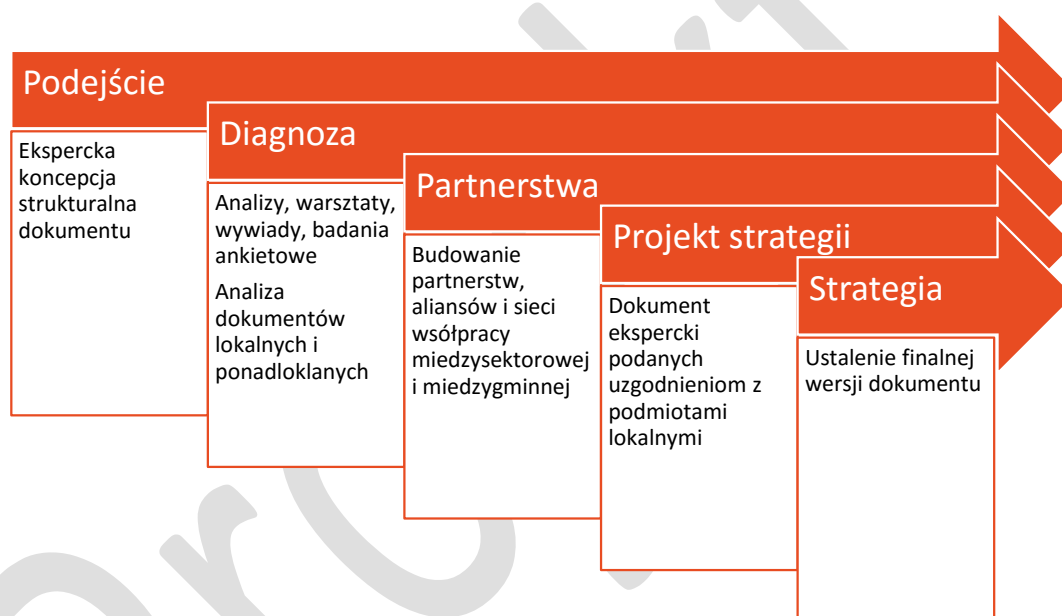 Podejście
Ekspercka
koncepcja
strukturalna
dokumentu
Diagnoza
Analizy, warsztaty,
wywiady, badania
ankietowe
Analiza
dokumentów
lokalnych i
ponadloklanych
Partnerstwa
Budowanie
partnerstw,
aliansów i sieci
wsółpracy
miedzysektorowej
i miedzygminnej
Projekt strategii
Dokument
ekspercki
podanych
uzgodnieniom z
podmiotami
lokalnymi
Strategia
Ustalenie finalnej
wersji dokumentu